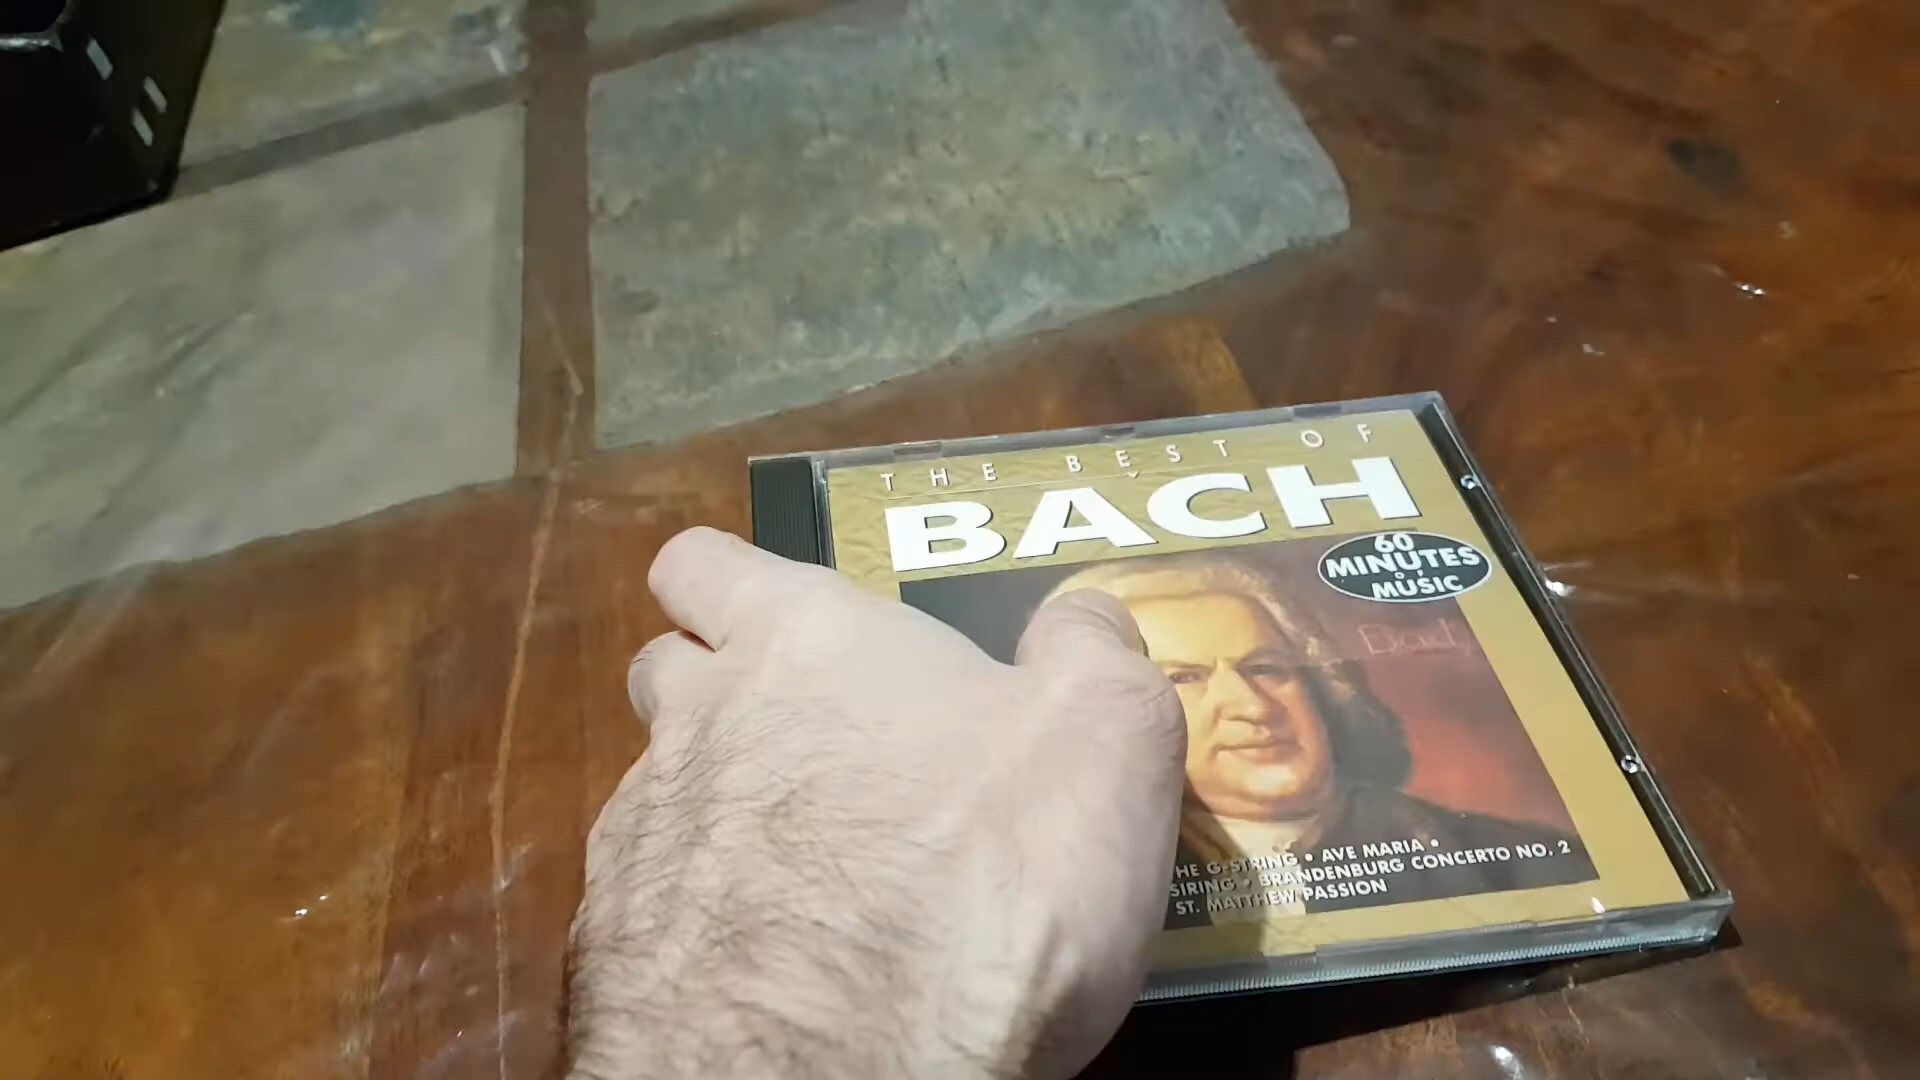 THE BEST OF
BACH
60
MINUTES
OF
MUSIC
HE G-STRING • AVE MARIA •
SIRING • BRANDENBURG CONCERTO NO. 2
ST. MATTHEW PASSION